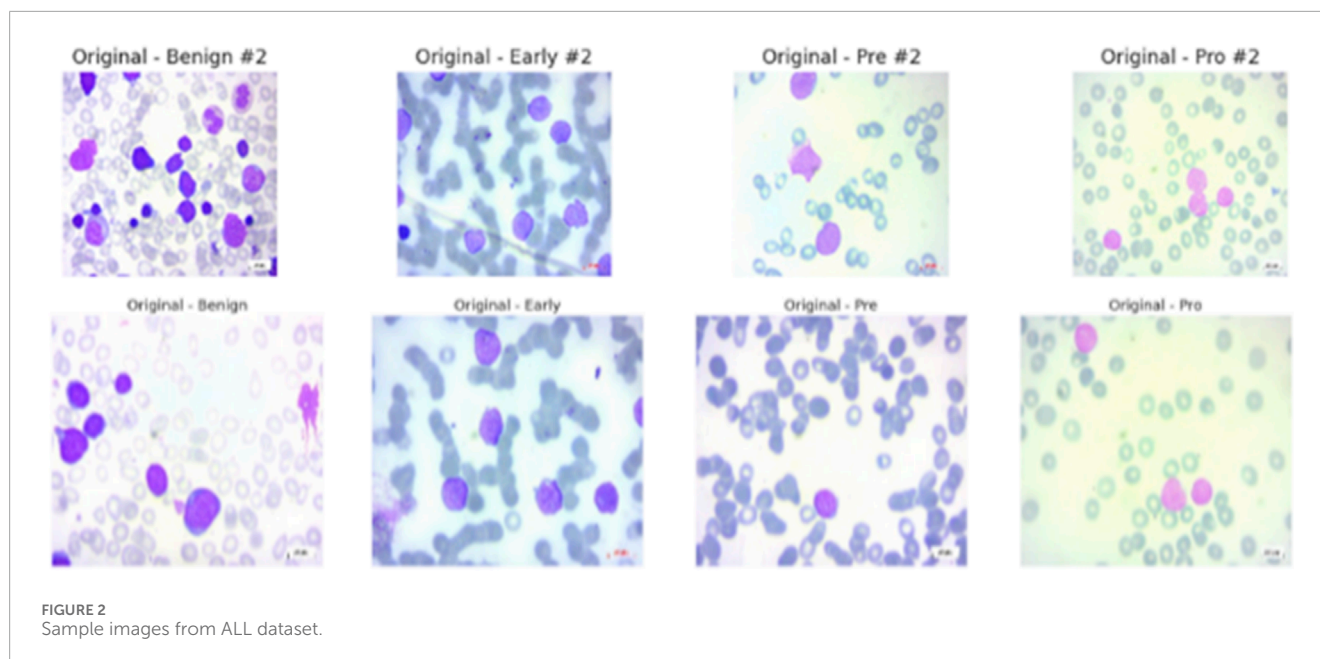 Original - Benign #2
Original - Early #2
Original - Pre #2
Original - Pro #2
Original - Benign
Original - Early
Original - Pre
Original - Pro
FIGURE 2
Sample images from ALL dataset.